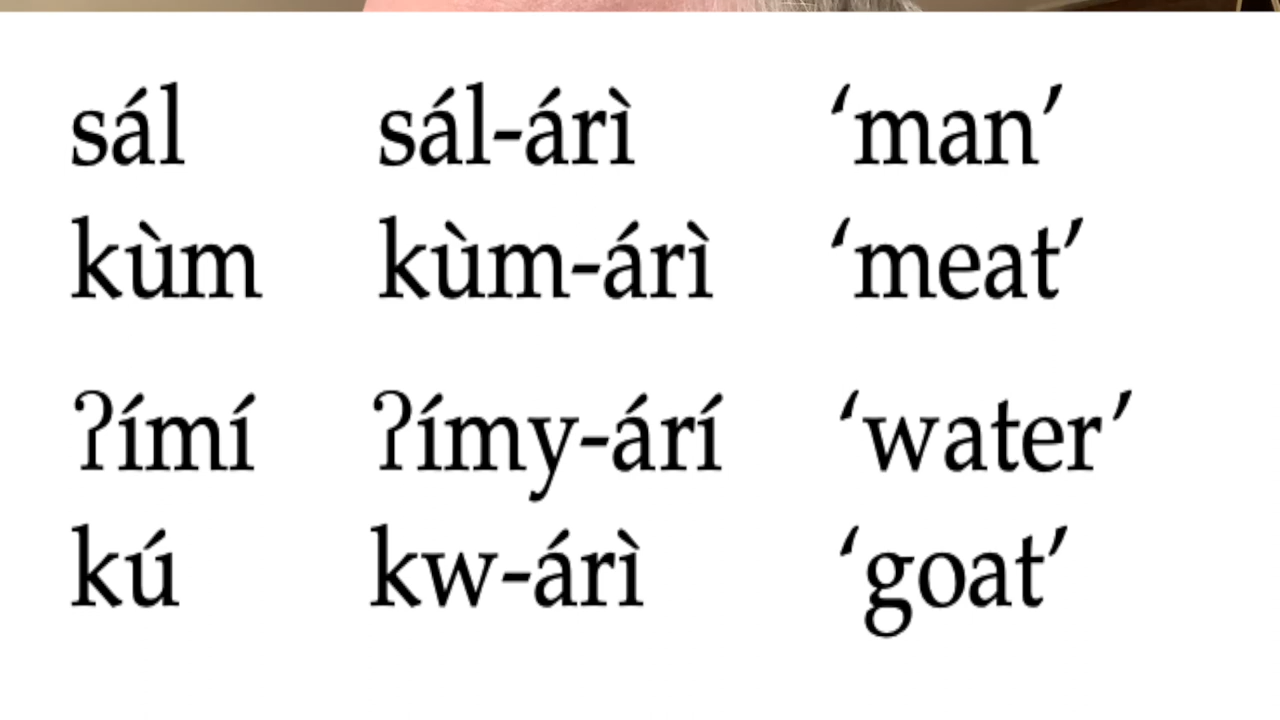 sál sál-árì ‘man’
kùm kùm-árì ‘meat’
ʔímí ʔímy-árí ‘water’
kú kw-árì ‘goat’